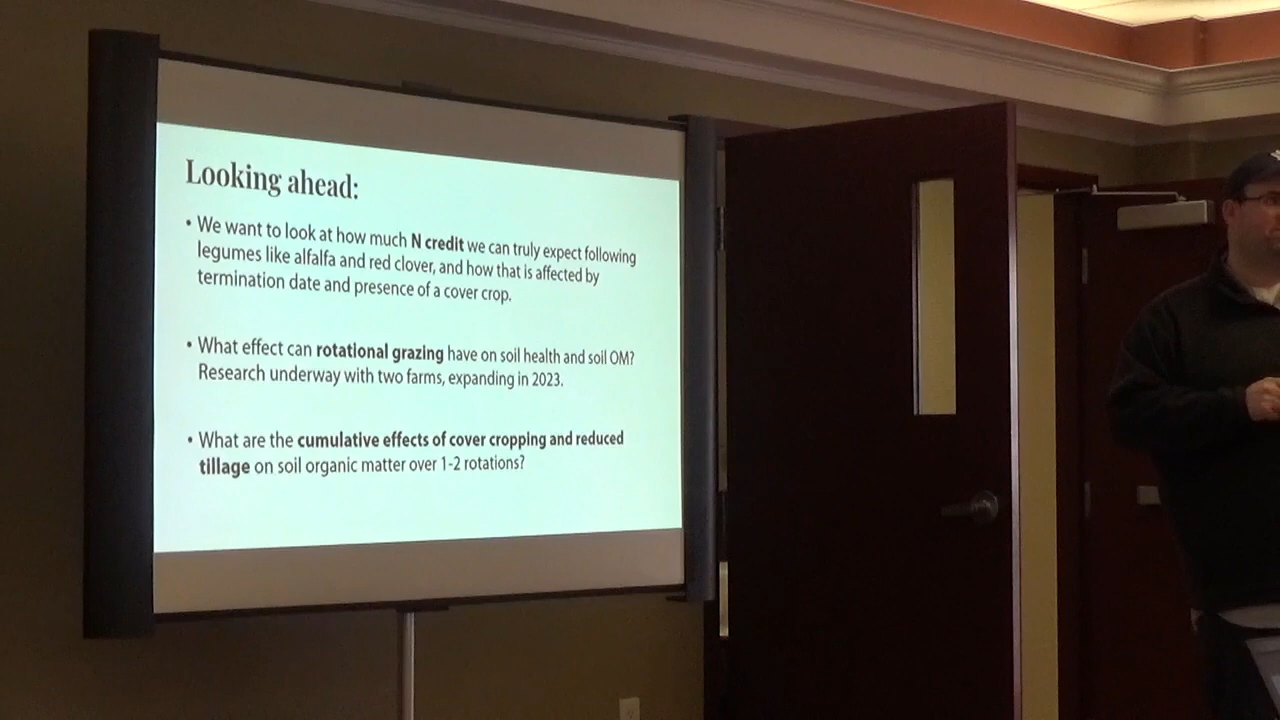 Looking ahead:
• We want to look at how much N credit we can truly expect following
legumes like alfalfa and red clover, and how that is affected by
termination date and presence of a cover crop.
• What effect can rotational grazing have on soil health and soil OM?
Research underway with two farms, expanding in 2023.
• What are the cumulative effects of cover cropping and reduced
tillage on soil organic matter over 1-2 rotations?